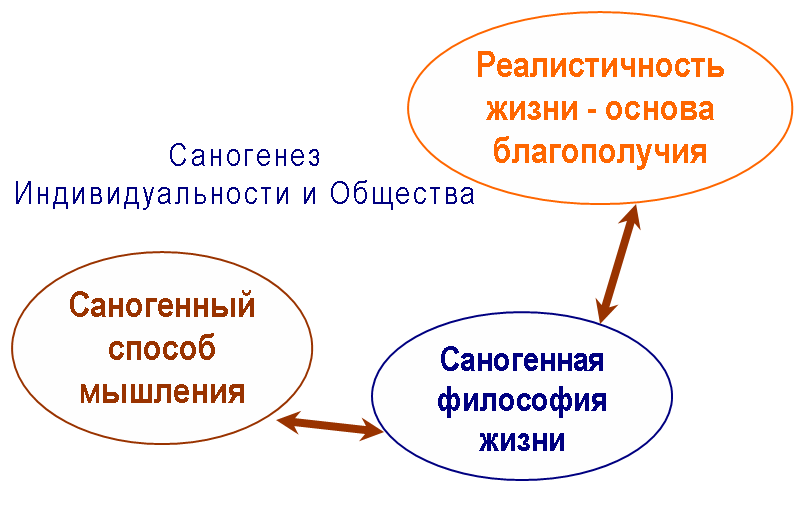 Реалистичность
жизни - основа
благополучия
Саногенез
Индивидуальности и Общества
Саногенный
способ
мышления
Саногенная
философия
жизни